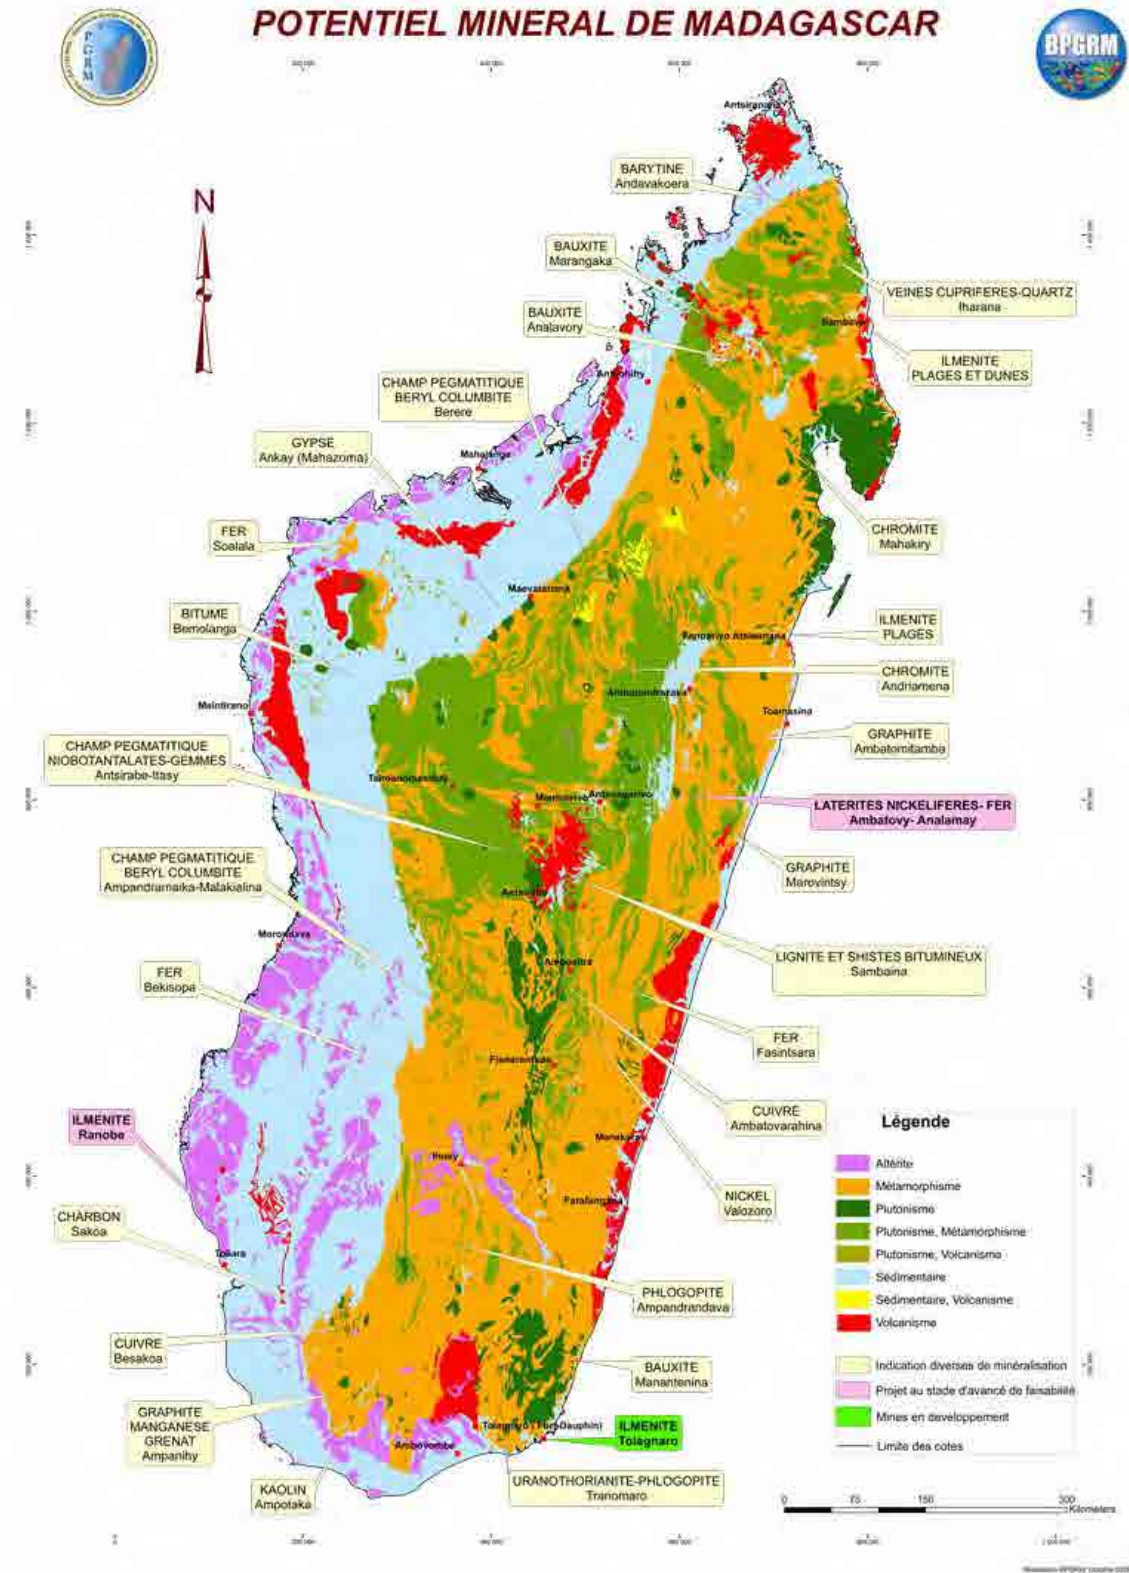 POTENTIEL MINERAL DE MADAGASCAR
PGRM
BPGRM
N
Antsiranana
BARYTINE
Andavakoera
BAUXITE
Marangaka
VEINES CUPRIFERES-QUARTZ
Iharana
BAUXITE
Analavory
Sambava
ILMENITE
PLAGES ET DUNES
Antsohihy
CHAMP PEGMATITIQUE
BERYL COLUMBITE
Berere
GYPSE
Ankay (Mahazoma)
Mahajanga
FER
Soalala
CHROMITE
Mahakiry
Maevatanana
BITUME
Bemolanga
ILMENITE
PLAGES
CHROMITE
Andriamena
Ambatondrazaka
Maintirano
Toamasina
GRAPHITE
Ambatomitamba
CHAMP PEGMATITIQUE
NIOBOTANTALATES-GEMMES
Antsirabe-Itasy
Tsiroanomandidy
LATERITES NICKELIFERES- FER
Ambatovy- Analamay
GRAPHITE
Marovintsy
CHAMP PEGMATITIQUE
BERYL COLUMBITE
Ampandramaika-Malakialina
Antsirabe
Morondava
LIGNITE ET SHISTES BITUMINEUX
Sambaina
Ambositra
FER
Bekisopa
FER
Fasintsara
Fianarantsoa
CUIVRE
Ambatovarahina
ILMENITE
Ranobe
Manakara
Ihosy
NICKEL
Valozoro
Farafangana
CHARBON
Sakoa
Toliara
PHLOGOPITE
Ampandrandava
CUIVRE
Besakoa
BAUXITE
Manantenina
GRAPHITE
MANGANESE
GRENAT
Ampanihy
Tolagnaro (Fort-Dauphin)
ILMENITE
Tolagnaro
Ambovombe
KAOLIN
Ampotaka
URANOTHORIANITE-PHLOGOPITE
Tranomaro
Légende
Altérite
Métamorphisme
Plutonisme
Plutonisme, Métamorphisme
Plutonisme, Volcanisme
Sédimentaire
Sédimentaire, Volcanisme
Volcanisme
Indication diverses de minéralisation
Projet au stade d'avancé de faisabilité
Mines en developpement
Limite des cotes
0 75 150 300
Kilometers